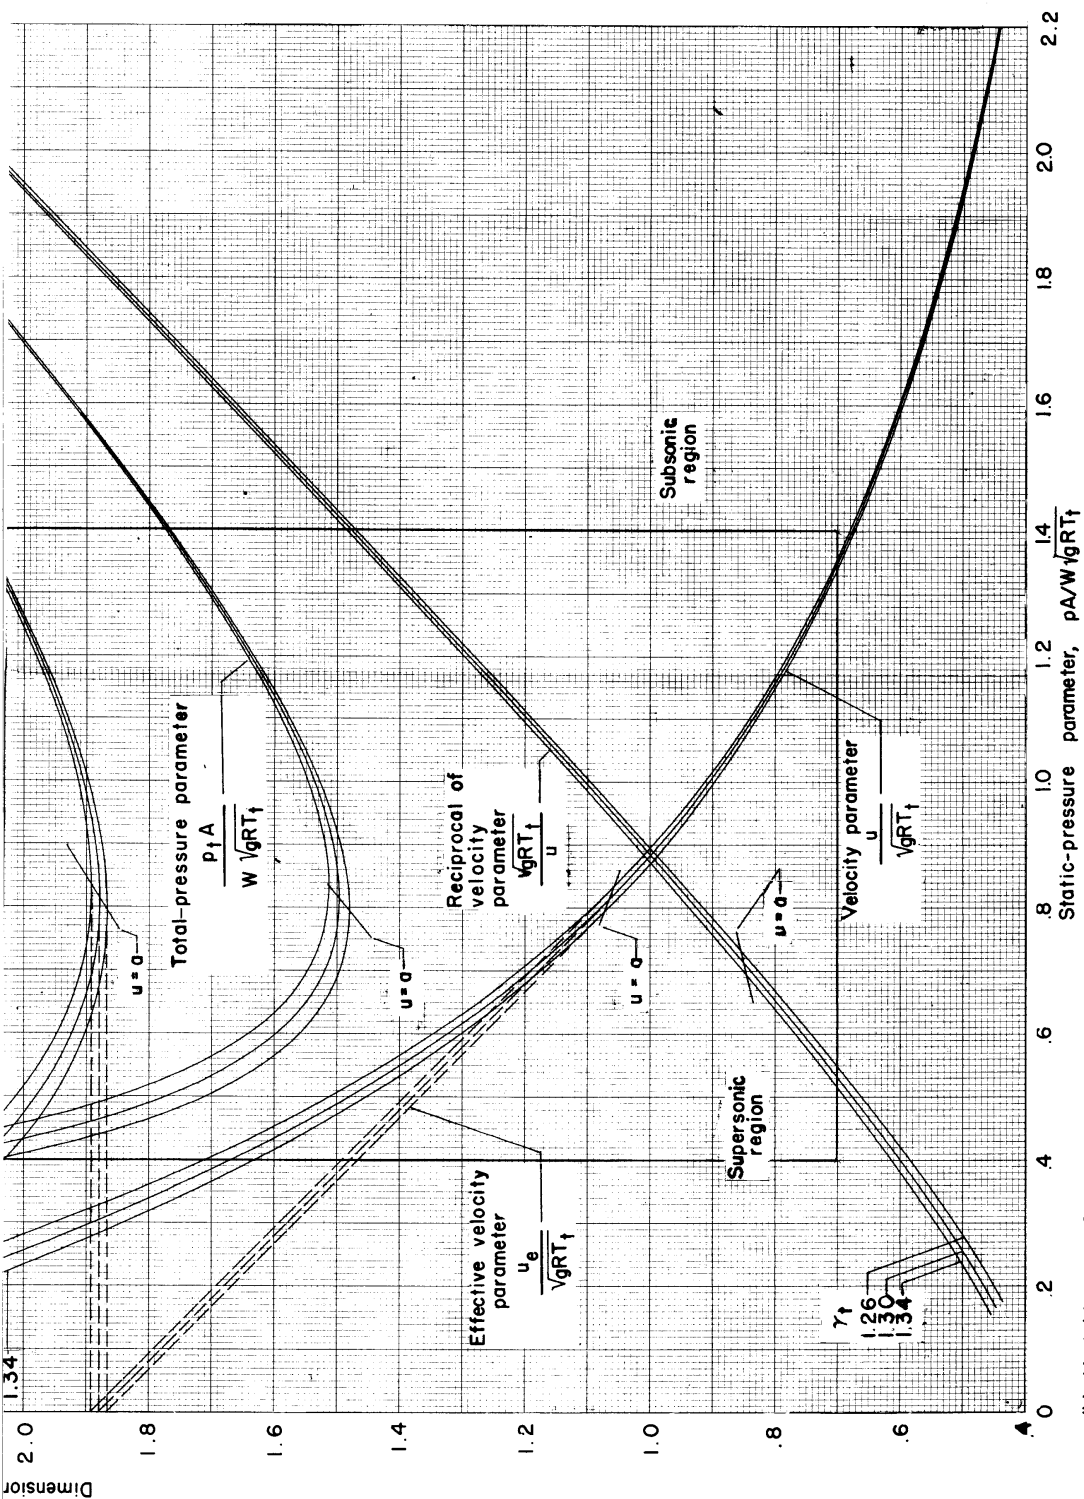 1.34
2.0
1.8
1.6
1.4
1.2
1.0
.8
.6
.4
Dimension
u = a
Total-pressure parameter
p_t A
W √gRT_t
u = a
Reciprocal of
velocity
parameter
√gRT_t
u
Subsonic
region
Effective velocity
parameter
u_e
√gRT_t
u = a
u = a
Supersonic
region
Velocity parameter
u
√gRT_t
γ_t
1.26
1.30
1.34
0
.2
.4
.6
.8
1.0
1.2
1.4
1.6
1.8
2.0
2.2
Static-pressure parameter, pA/W√gRT_t